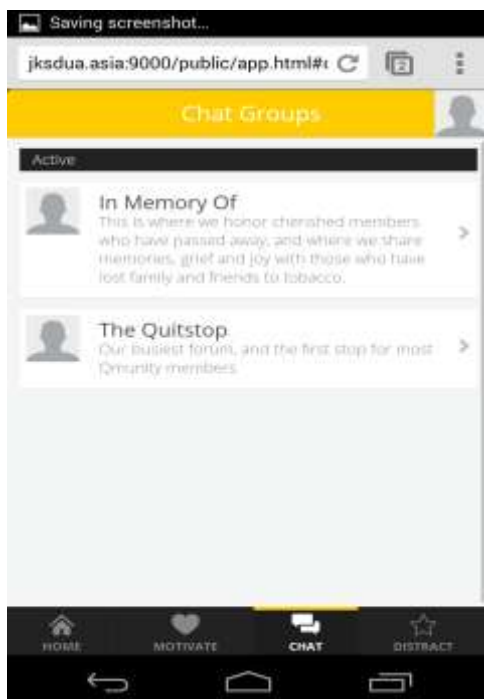 Saving screenshot...
jksdua.asia:9000/public/app.html#
2
Chat Groups
Active
In Memory Of
This is where we honor cherished members
who have passed away, and where we share
memories, grief and joy with those who have
lost family and friends to tobacco.
The Quitstop
Our busiest forum, and the first stop for most
Qmunity members
HOME
MOTIVATE
CHAT
DISTRACT